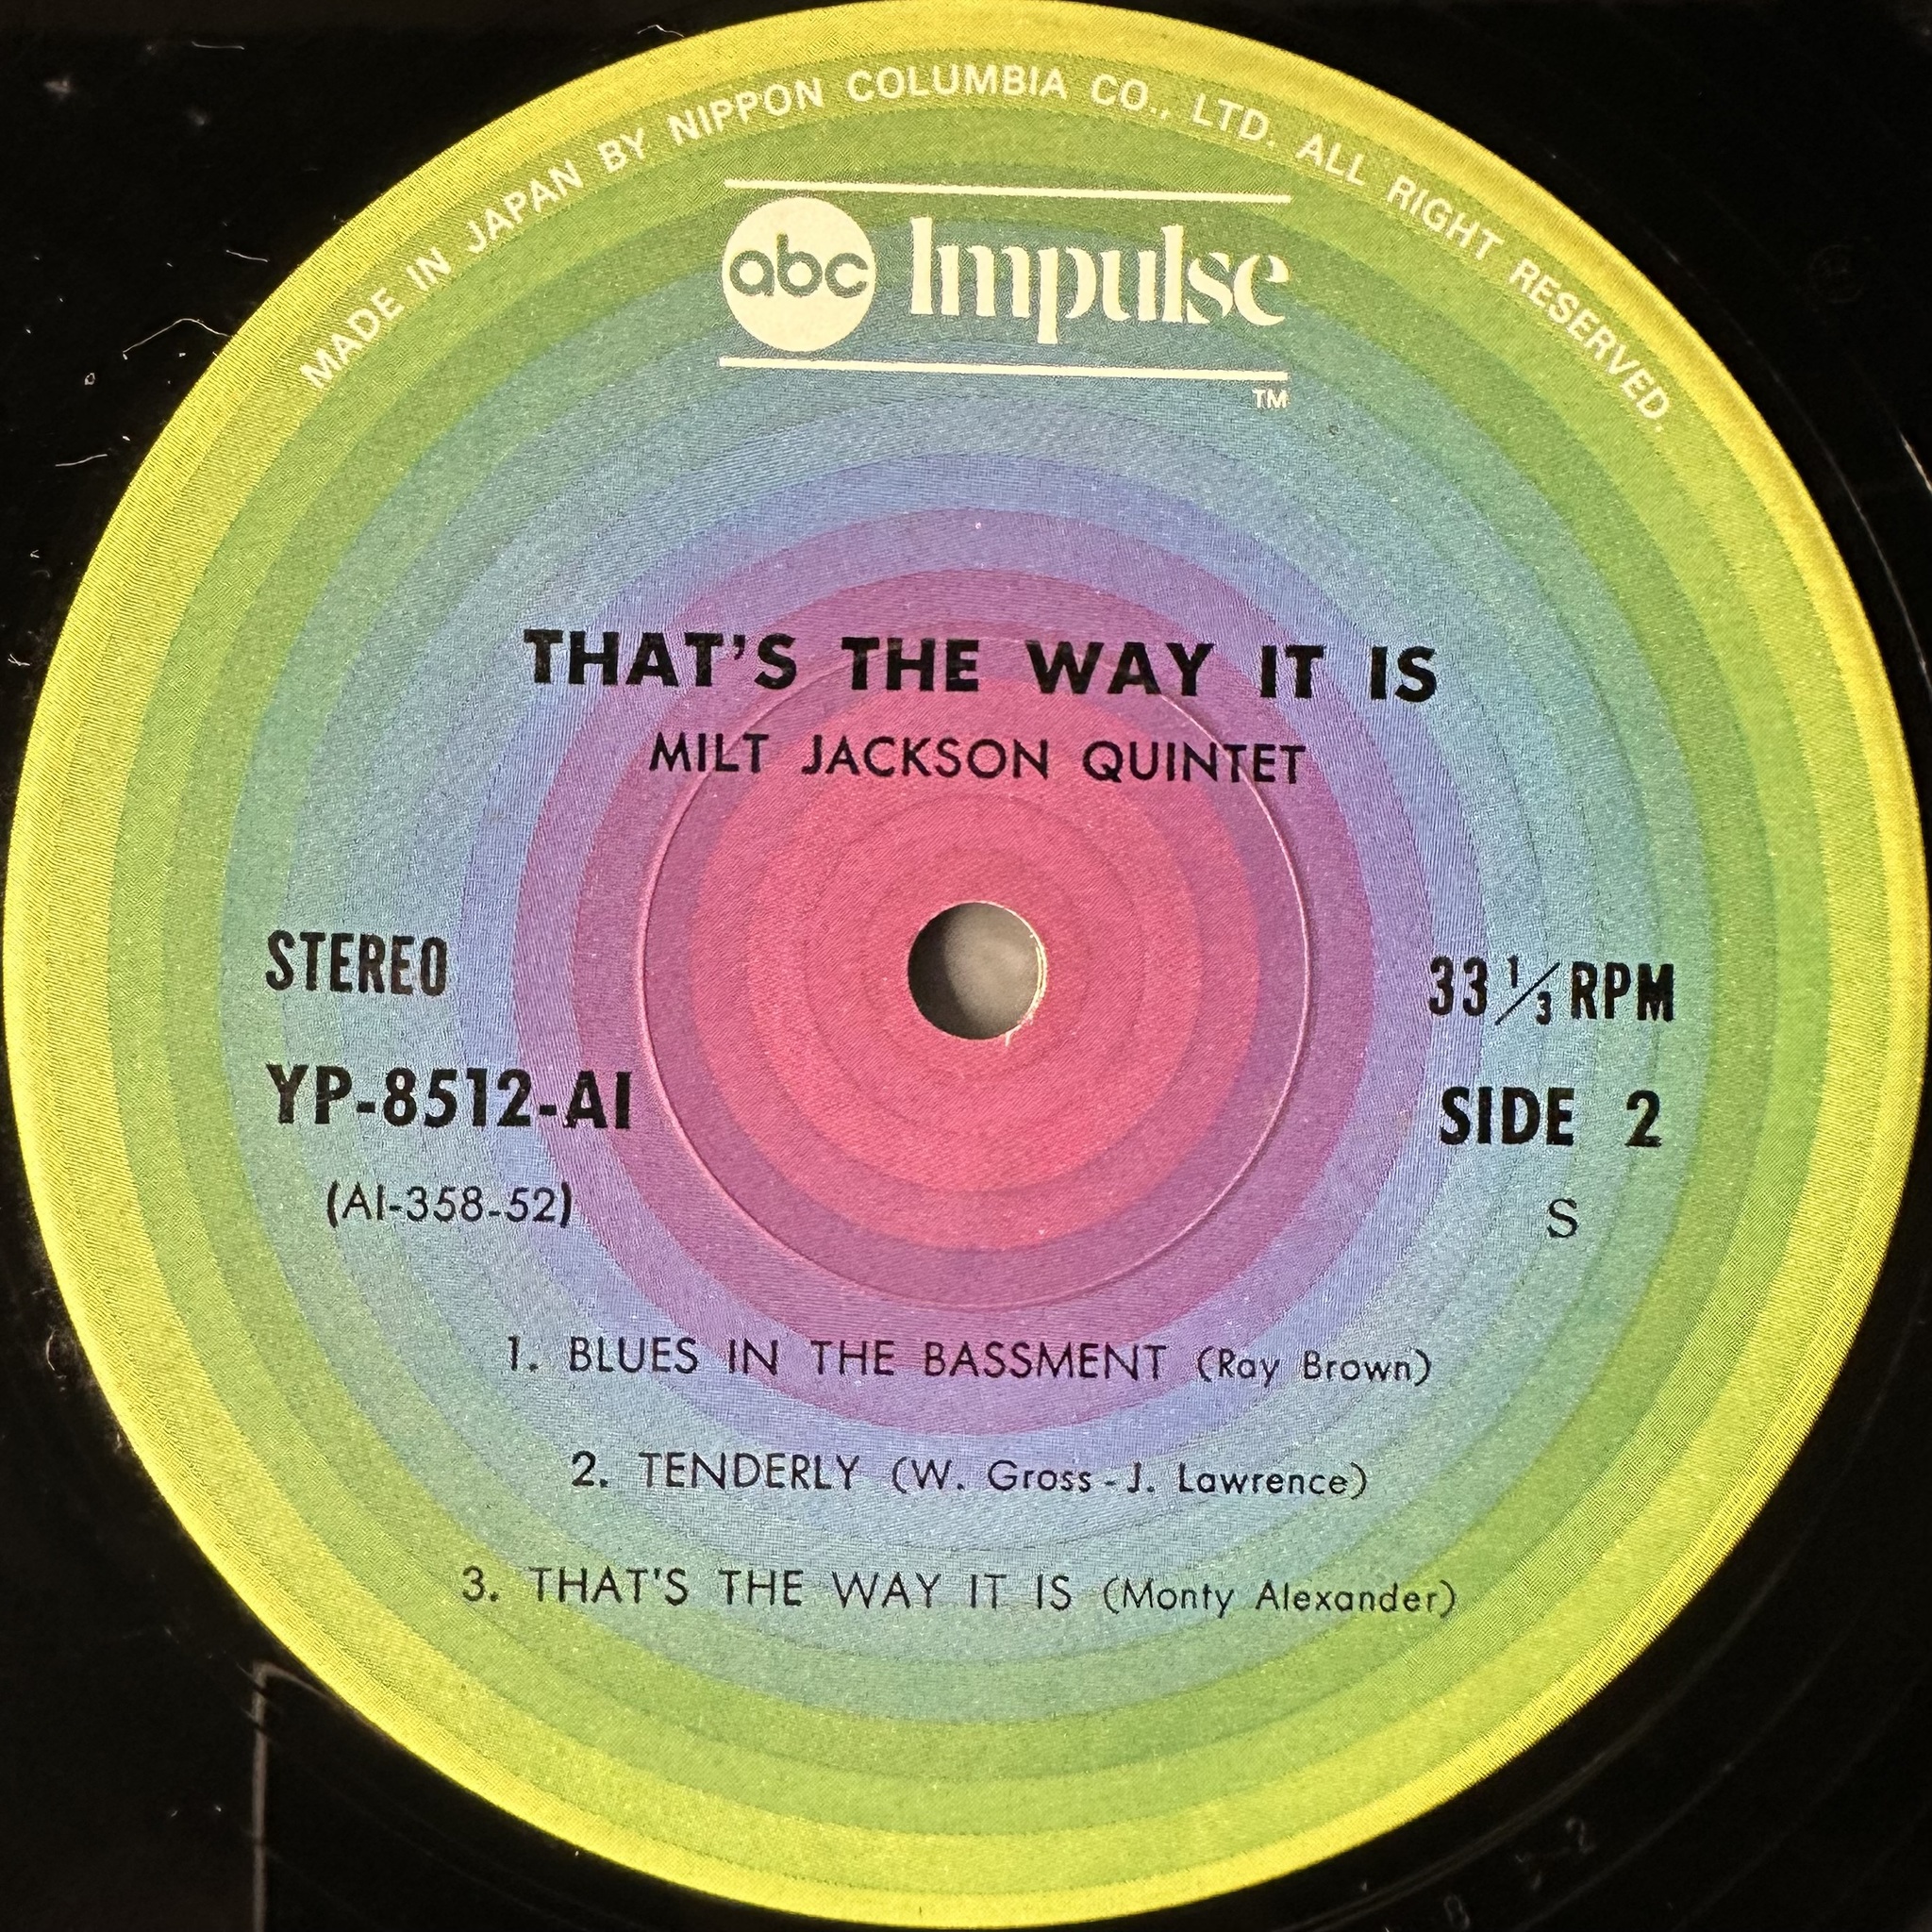 MADE IN JAPAN BY NIPPON COLUMBIA CO., LTD. ALL RIGHT RESERVED.
abc Impulse
TM
THAT'S THE WAY IT IS
MILT JACKSON QUINTET
STEREO
33 1/3 RPM
YP-8512-AI
SIDE 2
(AI-358-52)
S
1. BLUES IN THE BASSMENT (Ray Brown)
2. TENDERLY (W. Gross - J. Lawrence)
3. THAT'S THE WAY IT IS (Monty Alexander)